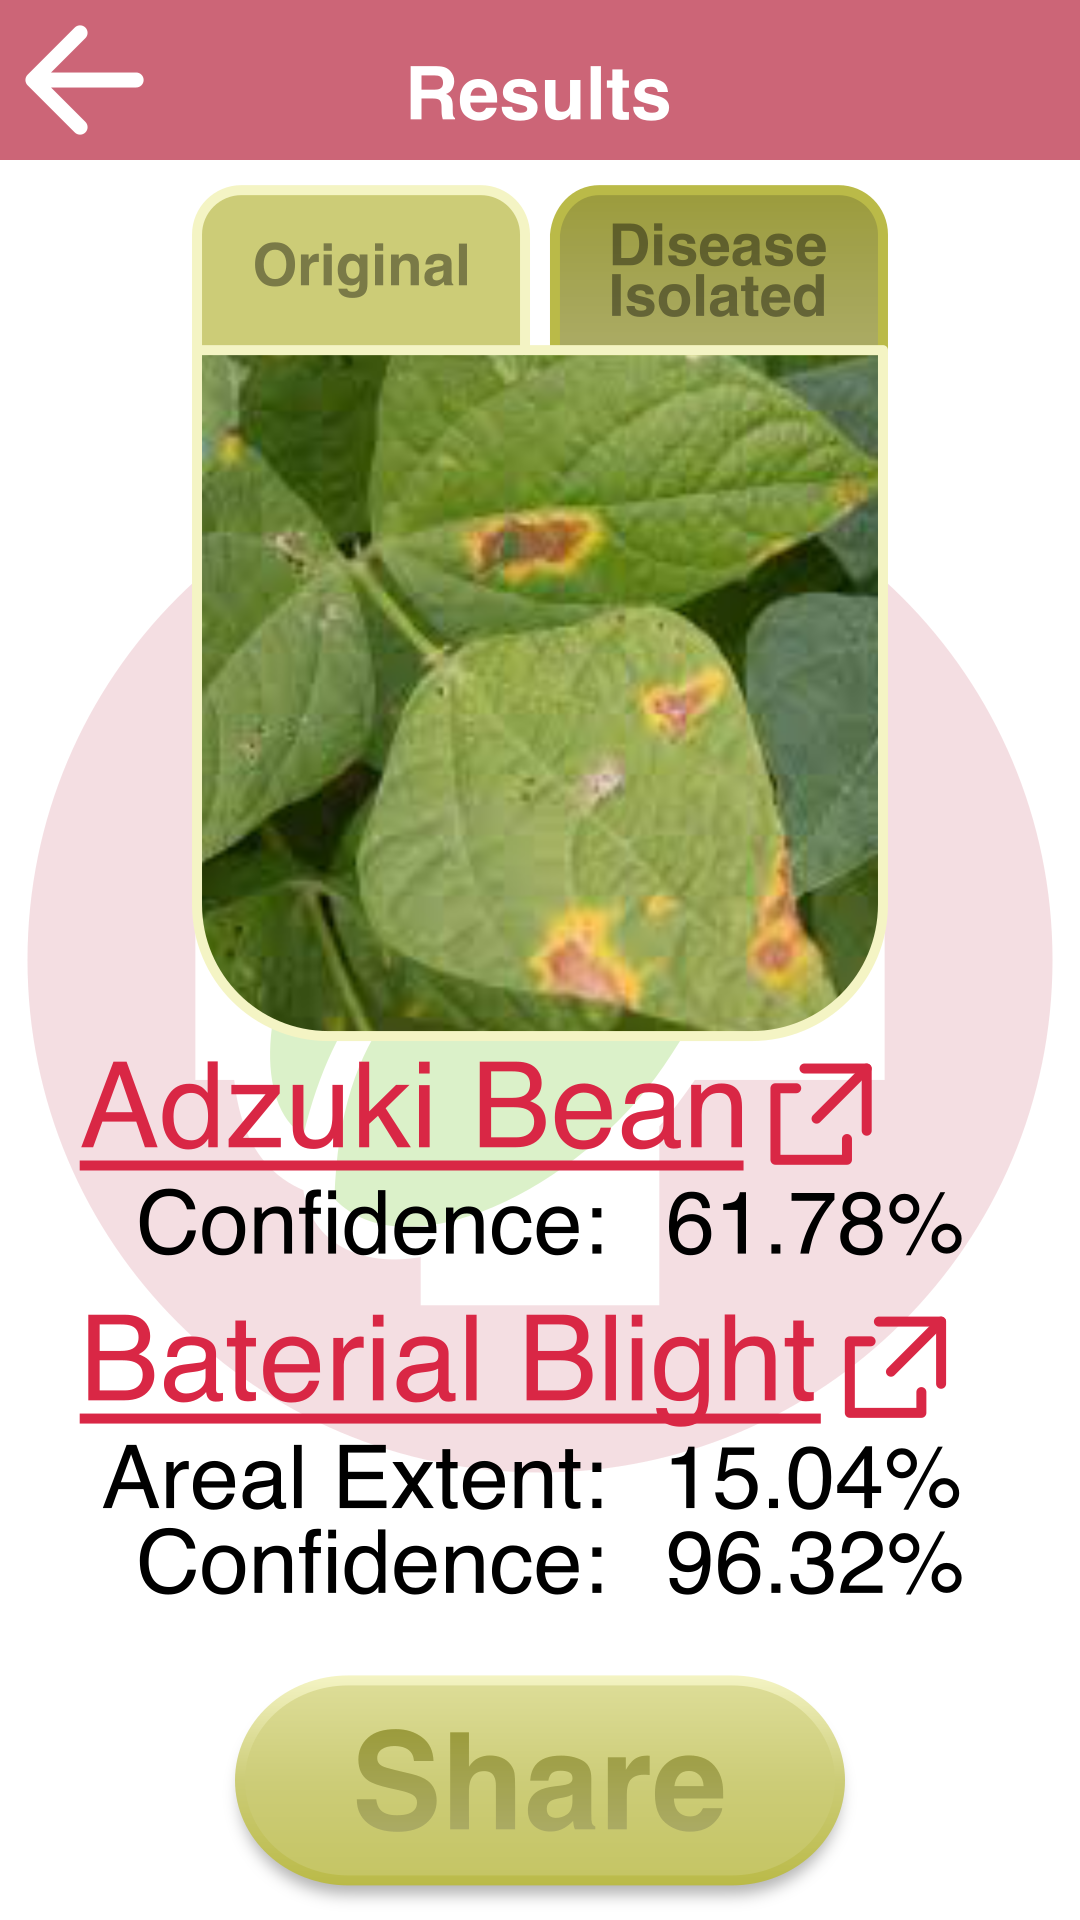 Results
Original
Disease
Isolated
Adzuki Bean
Confidence: 61.78%
Baterial Blight
Areal Extent: 15.04%
Confidence: 96.32%
Share